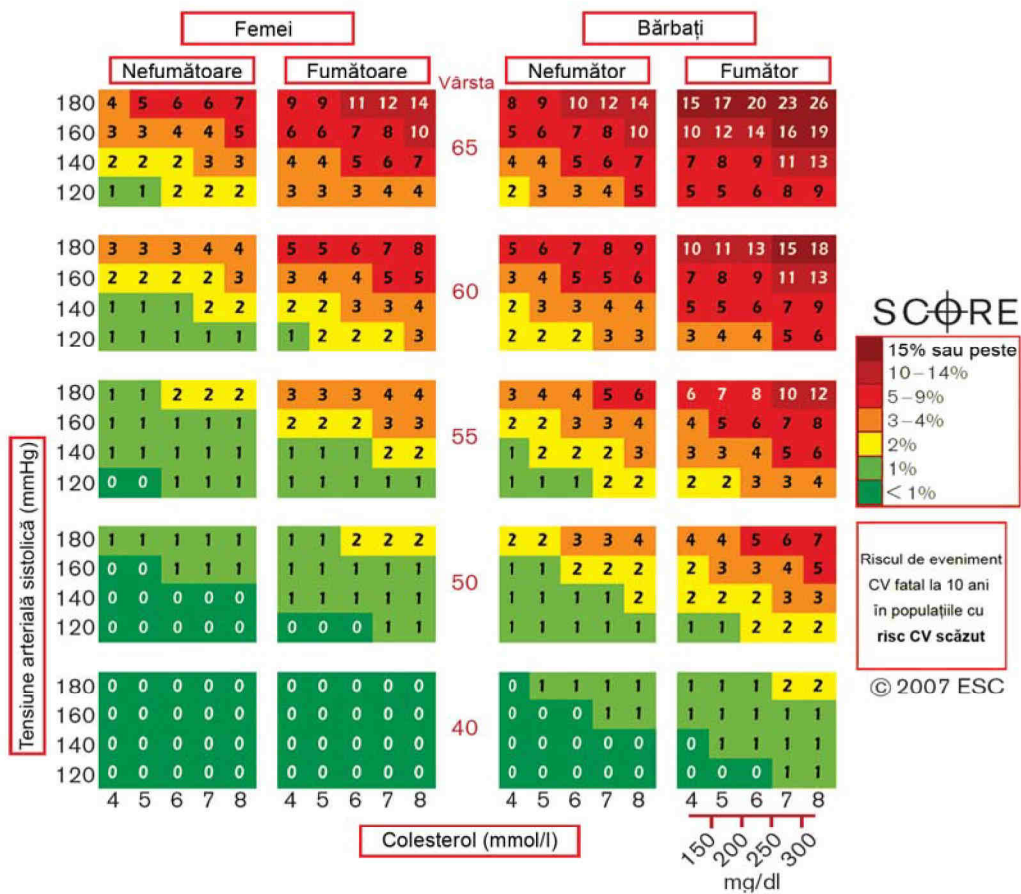 Femei
Bărbați
Nefumătoare
Fumătoare
Vârsta
Nefumător
Fumător
180 4 5 6 6 7 9 9 11 12 14 8 9 10 12 14 15 17 20 23 26
160 3 3 4 4 5 6 6 7 8 10 5 6 7 8 10 10 12 14 16 19
65
140 2 2 2 3 3 4 4 5 6 7 4 4 5 6 7 7 8 9 11 13
120 1 1 2 2 2 3 3 3 4 4 2 3 3 4 5 5 5 6 8 9
180 3 3 3 4 4 5 5 6 7 8 5 6 7 8 9 10 11 13 15 18
160 2 2 2 2 3 3 4 4 5 5 3 4 5 5 6 7 8 9 11 13
60
140 1 1 1 2 2 2 2 3 3 4 2 3 3 4 4 5 5 6 7 9
120 1 1 1 1 1 1 2 2 2 3 2 2 2 3 3 3 4 4 5 6
180 1 1 2 2 2 3 3 3 4 4 3 4 4 5 6 6 7 8 10 12
160 1 1 1 1 1 2 2 2 3 3 2 2 3 3 4 4 5 6 7 8
55
140 1 1 1 1 1 1 1 1 2 2 1 2 2 2 3 3 3 4 5 6
120 0 0 1 1 1 1 1 1 1 1 1 1 1 2 2 2 2 3 3 4
180 1 1 1 1 1 1 1 2 2 2 2 2 3 3 4 4 4 5 6 7
160 0 0 1 1 1 1 1 1 1 1 1 1 2 2 2 2 3 3 4 5
50
140 0 0 0 0 0 1 1 1 1 1 1 1 1 1 2 2 2 2 3 3
120 0 0 0 0 0 0 0 0 1 1 1 1 1 1 1 1 1 2 2 2
180 0 0 0 0 0 0 0 0 0 0 0 1 1 1 1 1 1 1 2 2
160 0 0 0 0 0 0 0 0 0 0 0 0 0 1 1 1 1 1 1 1
40
140 0 0 0 0 0 0 0 0 0 0 0 0 0 0 0 0 1 1 1 1
120 0 0 0 0 0 0 0 0 0 0 0 0 0 0 0 0 0 0 1 1
4 5 6 7 8 4 5 6 7 8 4 5 6 7 8 4 5 6 7 8
Tensiune arterială sistolică (mmHg)
Colesterol (mmol/l)
150 200 250 300
mg/dl
SCORE
15% sau peste
10–14%
5–9%
3–4%
2%
1%
< 1%
Riscul de eveniment
CV fatal la 10 ani
în populațiile cu
risc CV scăzut
© 2007 ESC